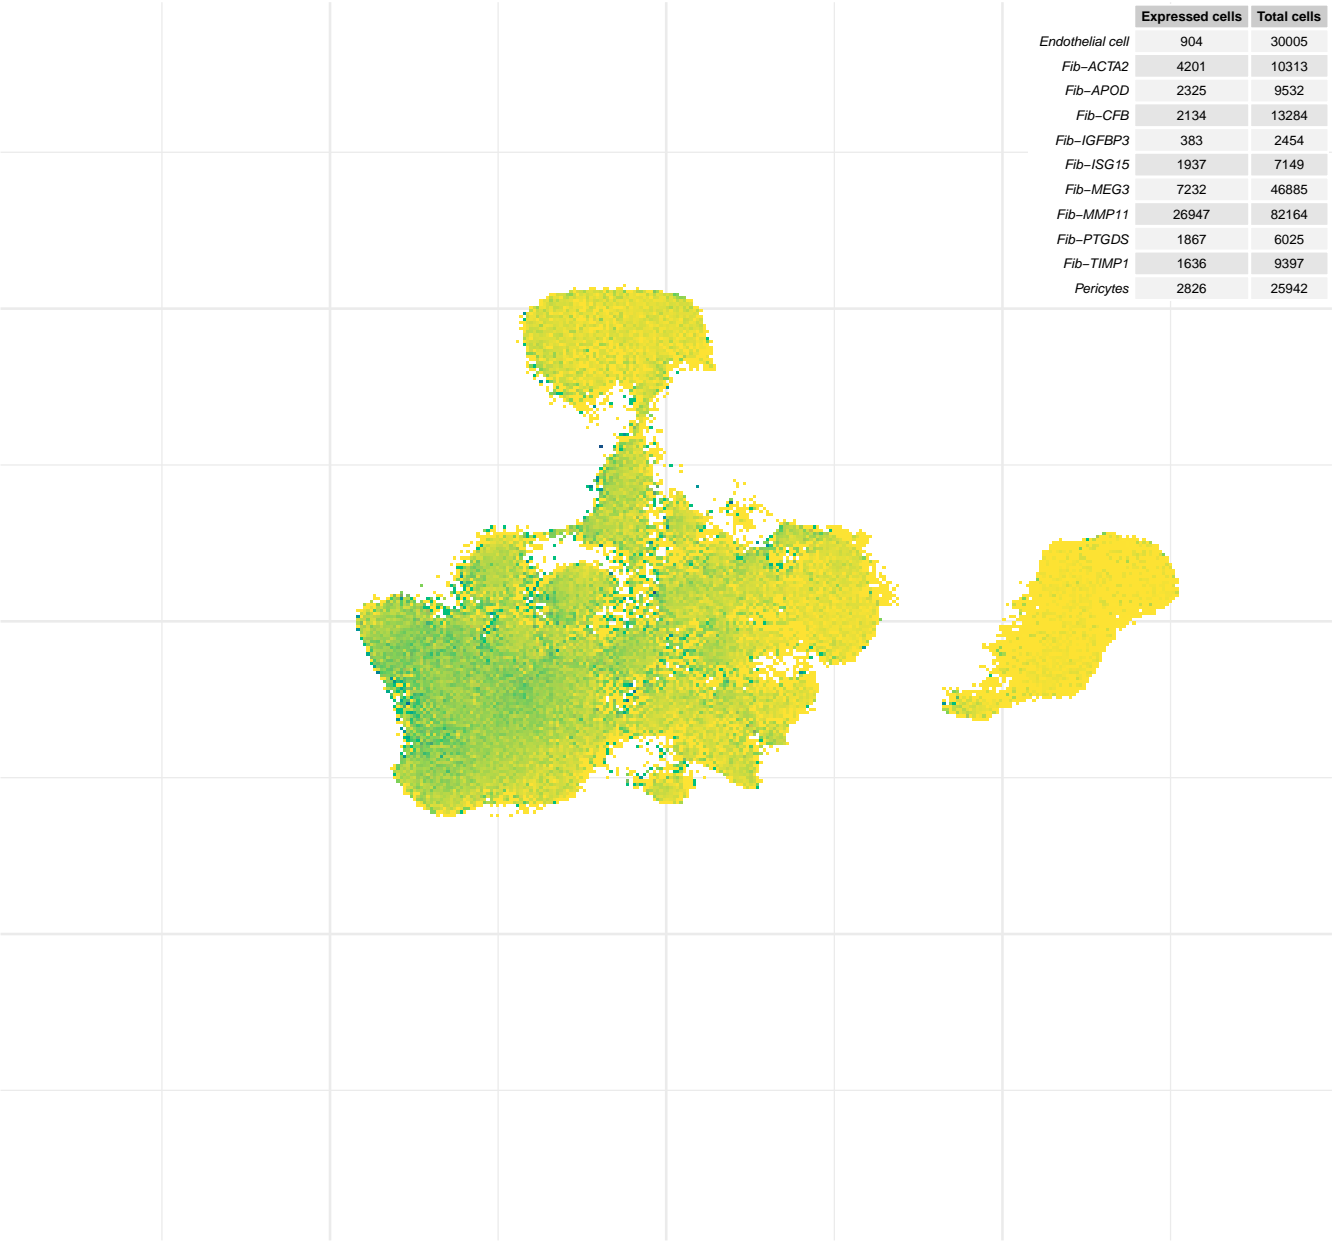 Expressed cells Total cells
Endothelial cell 904 30005
Fib−ACTA2 4201 10313
Fib−APOD 2325 9532
Fib−CFB 2134 13284
Fib−IGFBP3 383 2454
Fib−ISG15 1937 7149
Fib−MEG3 7232 46885
Fib−MMP11 26947 82164
Fib−PTGDS 1867 6025
Fib−TIMP1 1636 9397
Pericytes 2826 25942